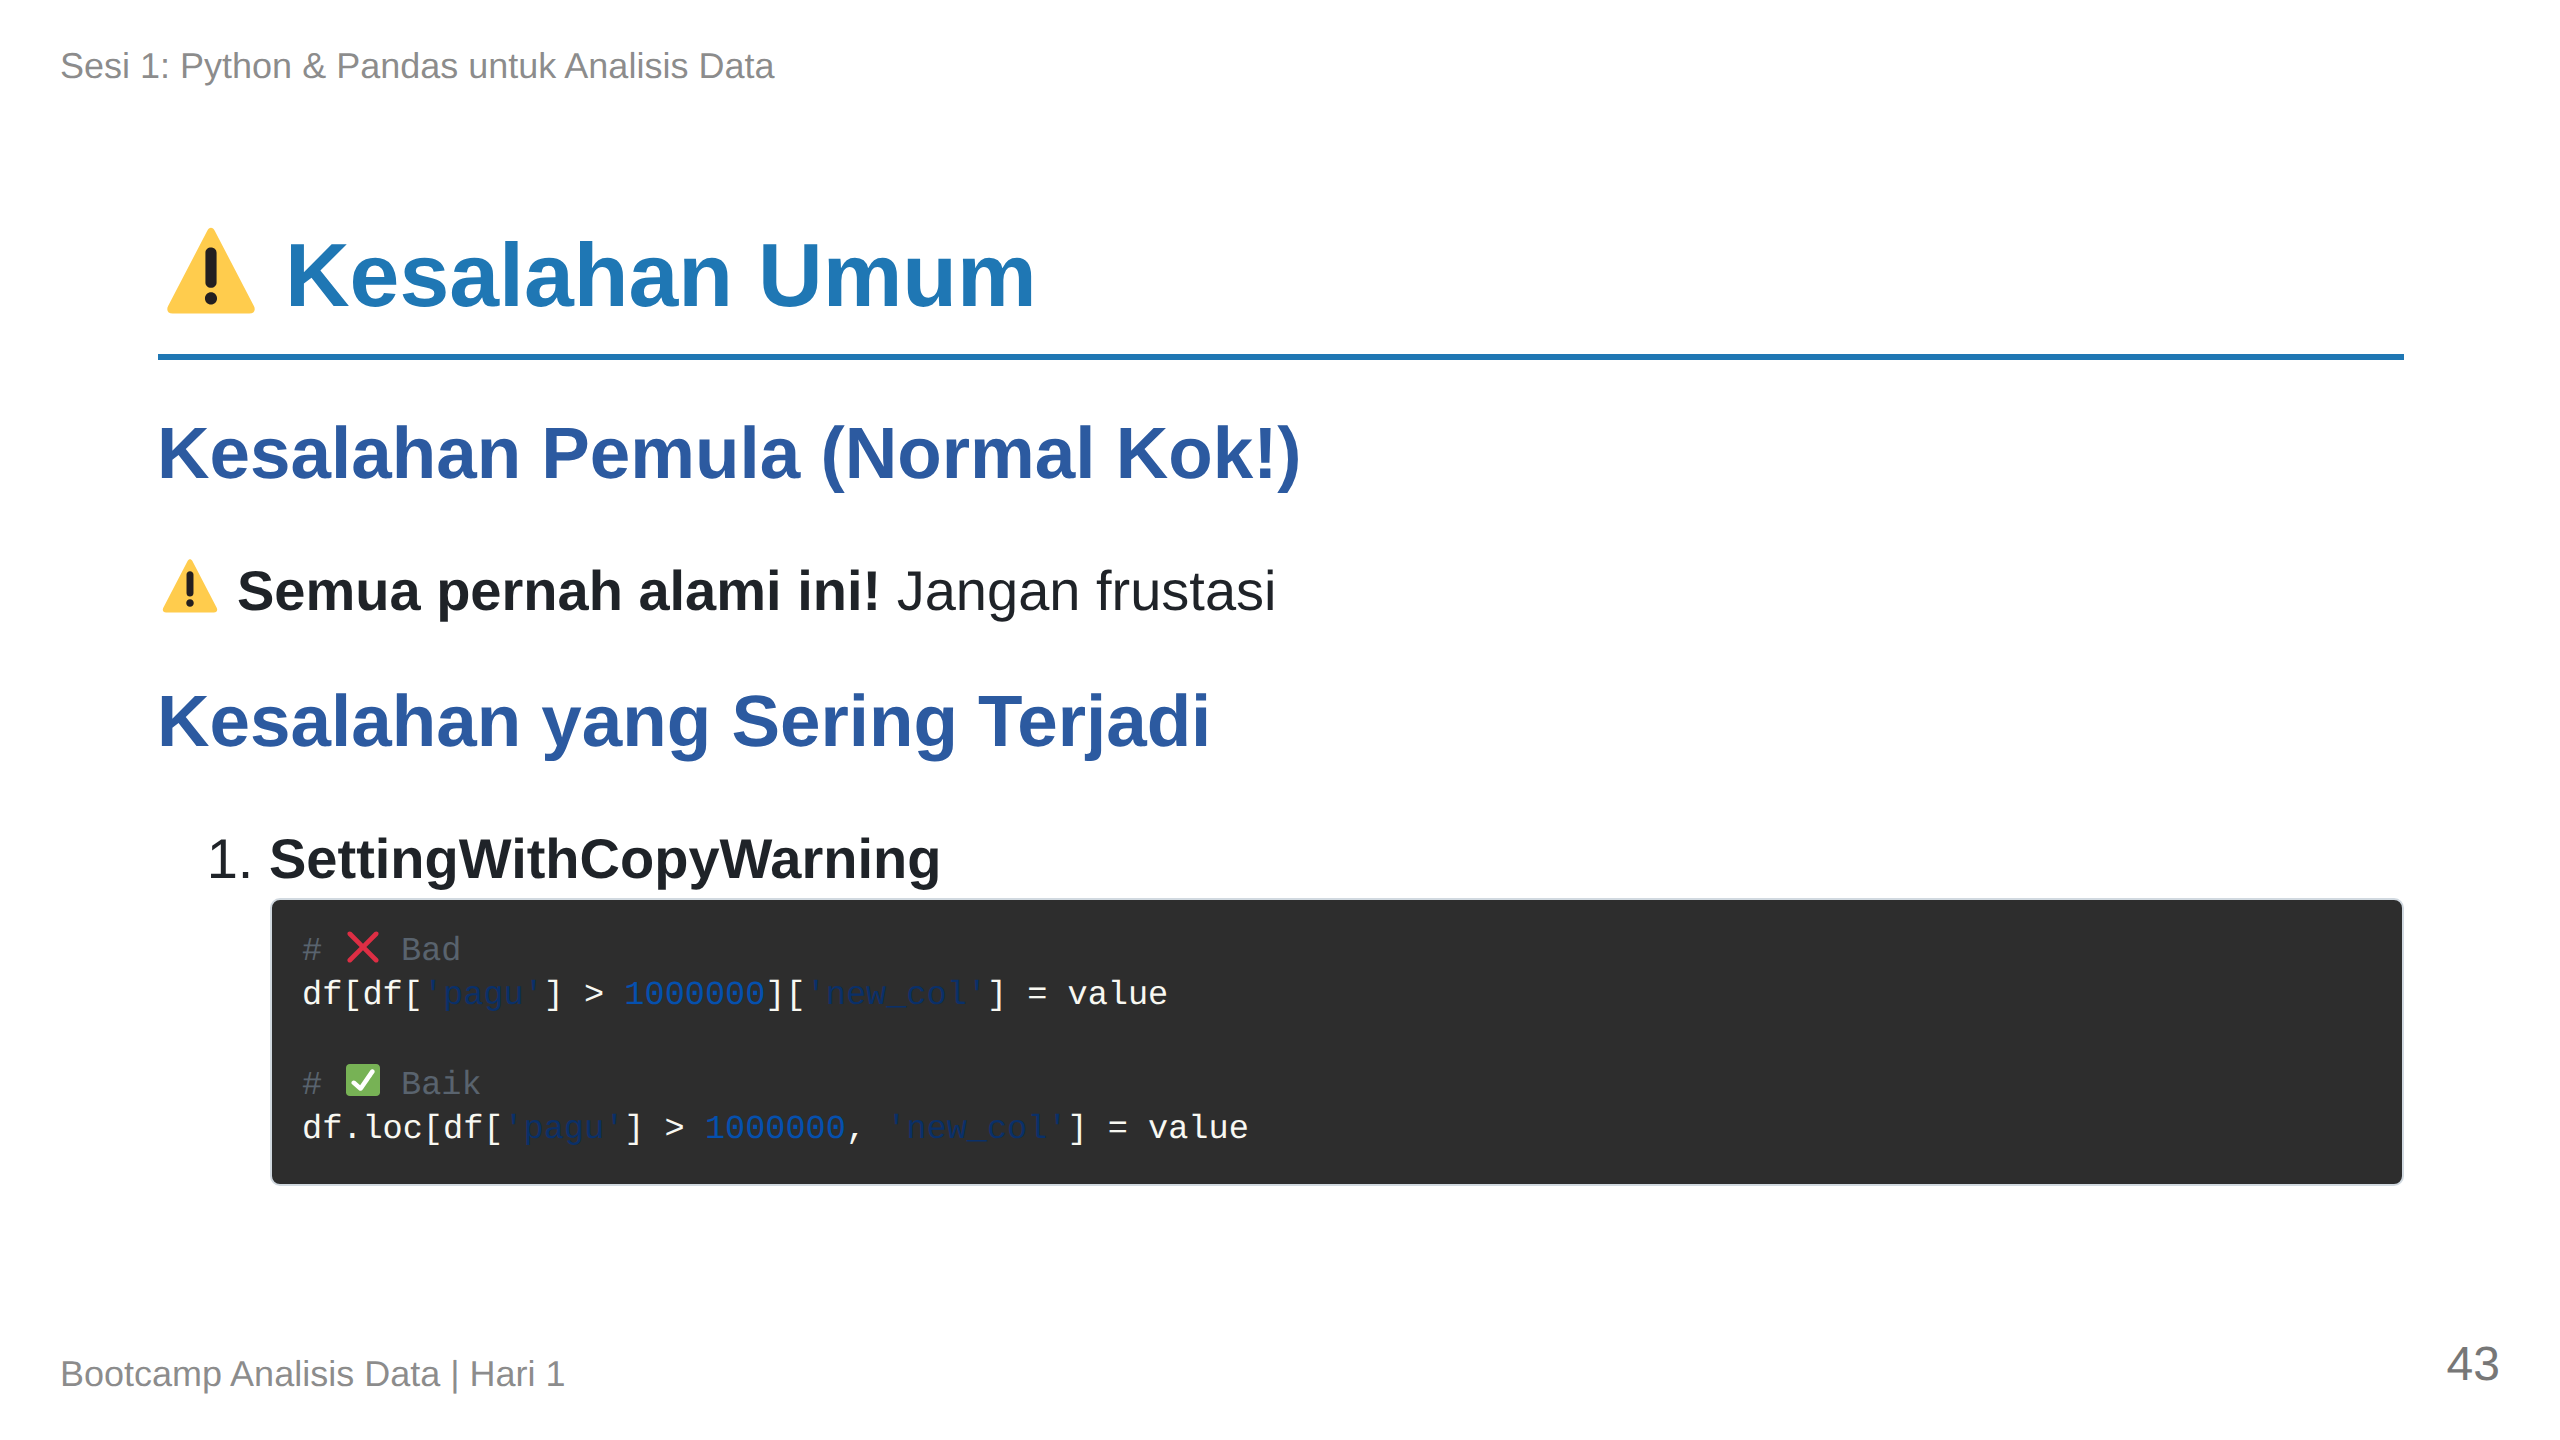 Sesi 1: Python & Pandas untuk Analisis Data
⚠️ Kesalahan Umum
Kesalahan Pemula (Normal Kok!)
⚠️ Semua pernah alami ini! Jangan frustasi
Kesalahan yang Sering Terjadi
1. SettingWithCopyWarning
# ❌ Bad
df[df['pagu'] > 1000000]['new_col'] = value
# ✅ Baik
df.loc[df['pagu'] > 1000000, 'new_col'] = value
Bootcamp Analisis Data | Hari 1
43